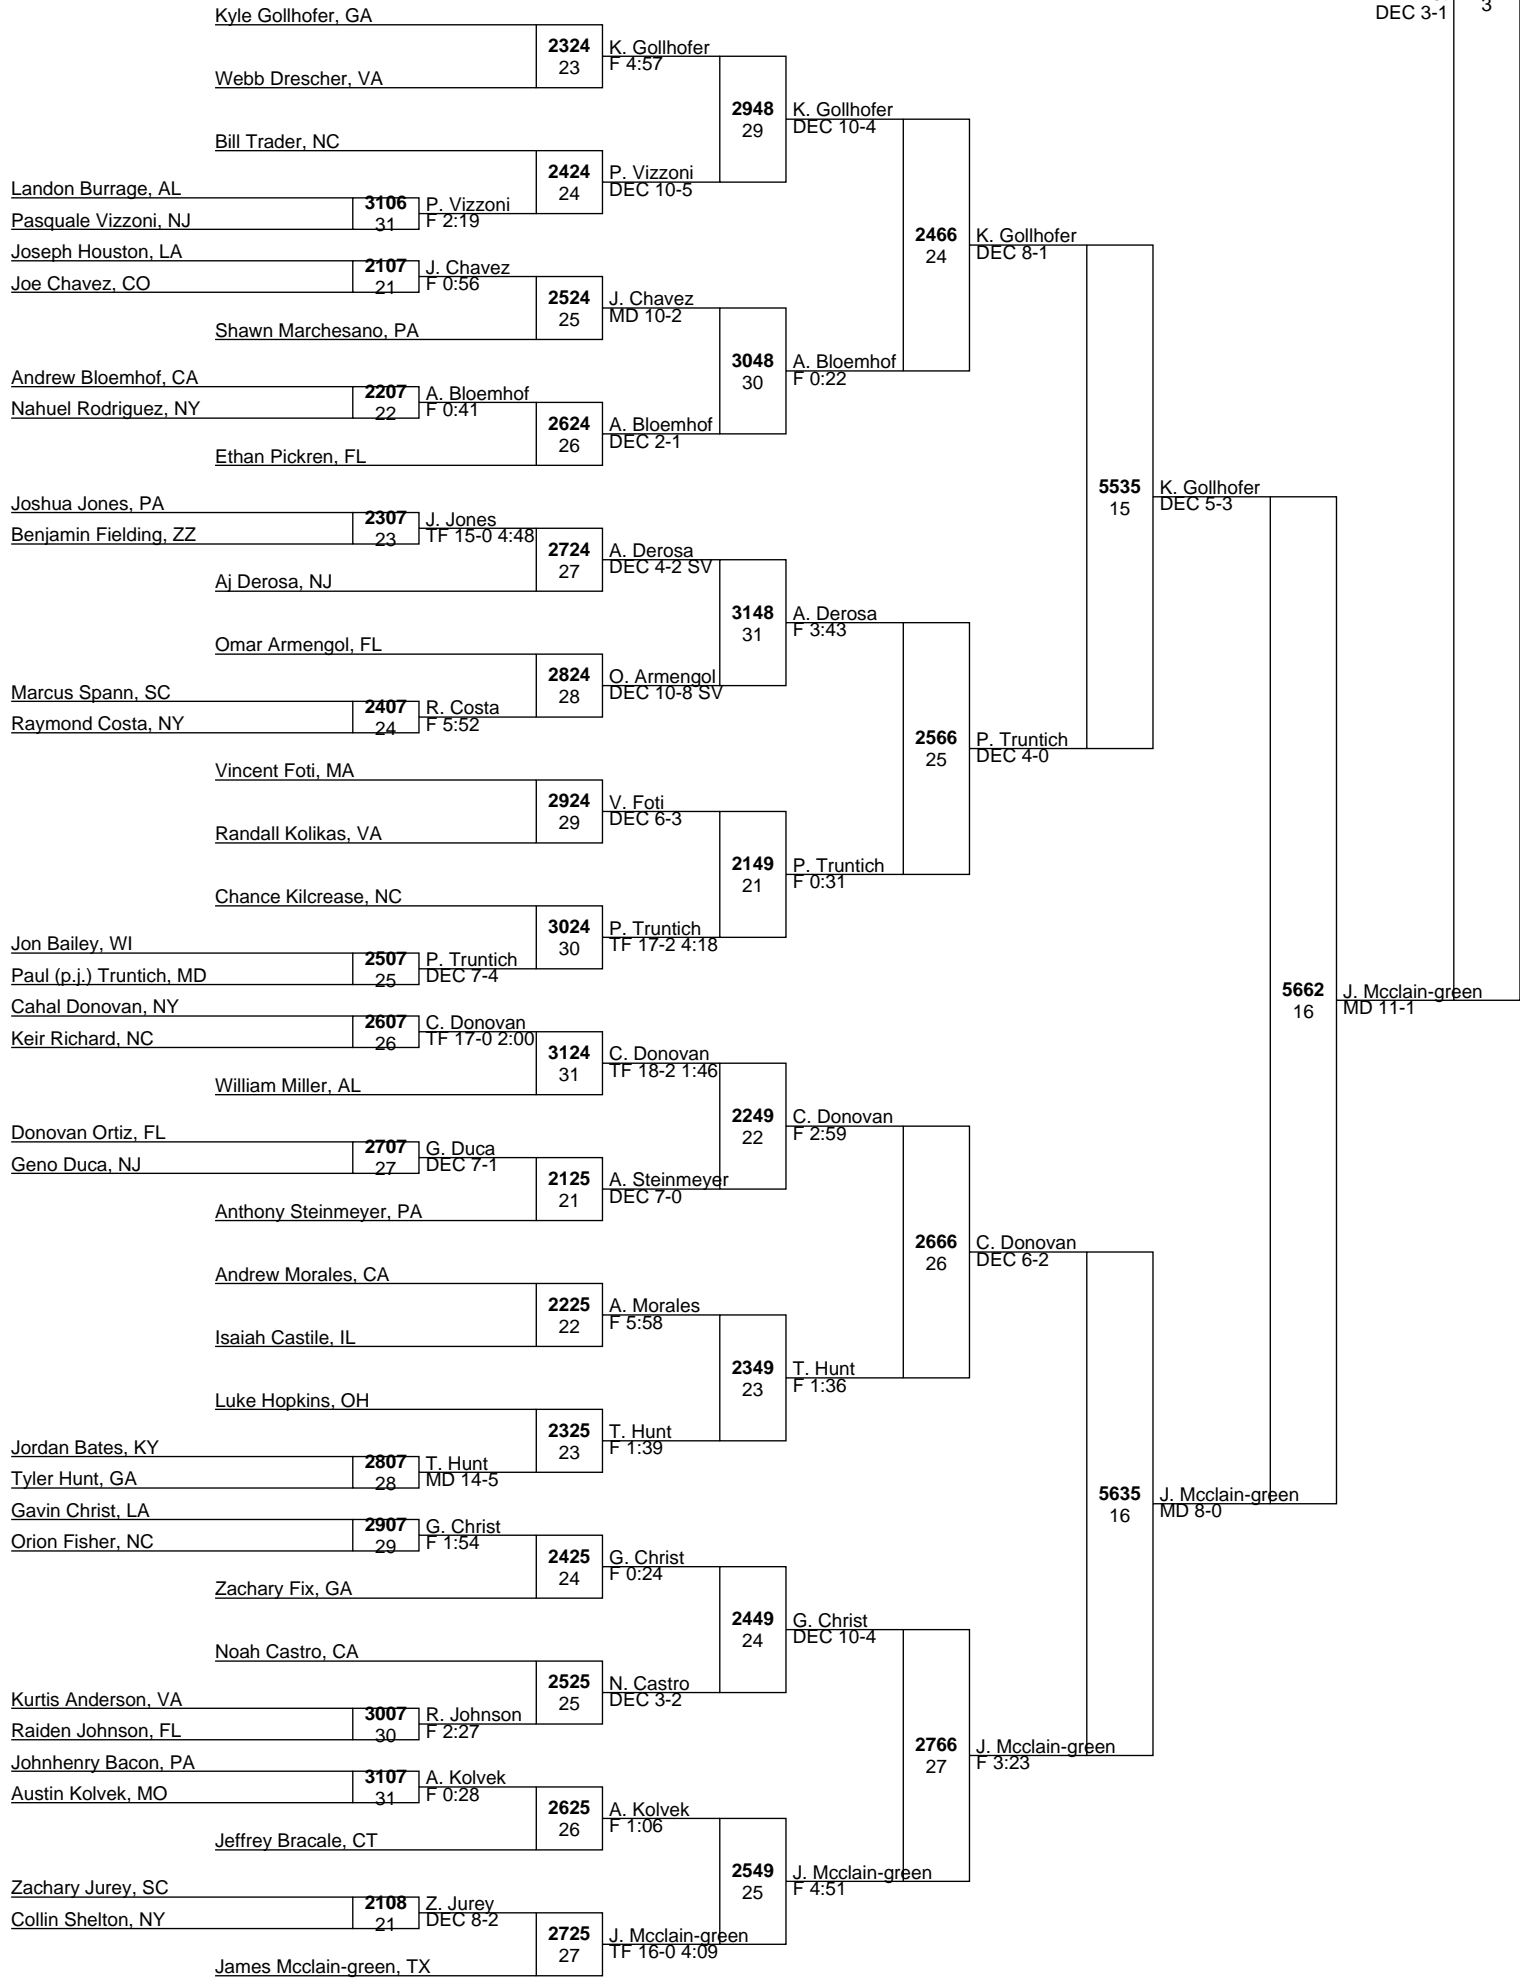 DEC 3-1
3
Kyle Gollhofer, GA
2324
23
K. Gollhofer
F 4:57
Webb Drescher, VA
2948
29
K. Gollhofer
DEC 10-4
Bill Trader, NC
2424
24
P. Vizzoni
DEC 10-5
Landon Burrage, AL
3106
31
P. Vizzoni
F 2:19
Pasquale Vizzoni, NJ
2466
24
K. Gollhofer
DEC 8-1
Joseph Houston, LA
2107
21
J. Chavez
F 0:56
Joe Chavez, CO
2524
25
J. Chavez
MD 10-2
Shawn Marchesano, PA
3048
30
A. Bloemhof
F 0:22
Andrew Bloemhof, CA
2207
22
A. Bloemhof
F 0:41
Nahuel Rodriguez, NY
2624
26
A. Bloemhof
DEC 2-1
Ethan Pickren, FL
5535
15
K. Gollhofer
DEC 5-3
Joshua Jones, PA
2307
23
J. Jones
TF 15-0 4:48
Benjamin Fielding, ZZ
2724
27
A. Derosa
DEC 4-2 SV
Aj Derosa, NJ
3148
31
A. Derosa
F 3:43
Omar Armengol, FL
2824
28
O. Armengol
DEC 10-8 SV
Marcus Spann, SC
2407
24
R. Costa
F 5:52
Raymond Costa, NY
2566
25
P. Truntich
DEC 4-0
Vincent Foti, MA
2924
29
V. Foti
DEC 6-3
Randall Kolikas, VA
2149
21
P. Truntich
F 0:31
Chance Kilcrease, NC
3024
30
P. Truntich
TF 17-2 4:18
Jon Bailey, WI
2507
25
P. Truntich
DEC 7-4
Paul (p.j.) Truntich, MD
5662
16
J. Mcclain-green
MD 11-1
Cahal Donovan, NY
2607
26
C. Donovan
TF 17-0 2:00
Keir Richard, NC
3124
31
C. Donovan
TF 18-2 1:46
William Miller, AL
2249
22
C. Donovan
F 2:59
Donovan Ortiz, FL
2707
27
G. Duca
DEC 7-1
Geno Duca, NJ
2125
21
A. Steinmeyer
DEC 7-0
Anthony Steinmeyer, PA
2666
26
C. Donovan
DEC 6-2
Andrew Morales, CA
2225
22
A. Morales
F 5:58
Isaiah Castile, IL
2349
23
T. Hunt
F 1:36
Luke Hopkins, OH
2325
23
T. Hunt
F 1:39
Jordan Bates, KY
2807
28
T. Hunt
MD 14-5
Tyler Hunt, GA
5635
16
J. Mcclain-green
MD 8-0
Gavin Christ, LA
2907
29
G. Christ
F 1:54
Orion Fisher, NC
2425
24
G. Christ
F 0:24
Zachary Fix, GA
2449
24
G. Christ
DEC 10-4
Noah Castro, CA
2525
25
N. Castro
DEC 3-2
Kurtis Anderson, VA
3007
30
R. Johnson
F 2:27
Raiden Johnson, FL
2766
27
J. Mcclain-green
F 3:23
Johnhenry Bacon, PA
3107
31
A. Kolvek
F 0:28
Austin Kolvek, MO
2625
26
A. Kolvek
F 1:06
Jeffrey Bracale, CT
2549
25
J. Mcclain-green
F 4:51
Zachary Jurey, SC
2108
21
Z. Jurey
DEC 8-2
Collin Shelton, NY
2725
27
J. Mcclain-green
TF 16-0 4:09
James Mcclain-green, TX